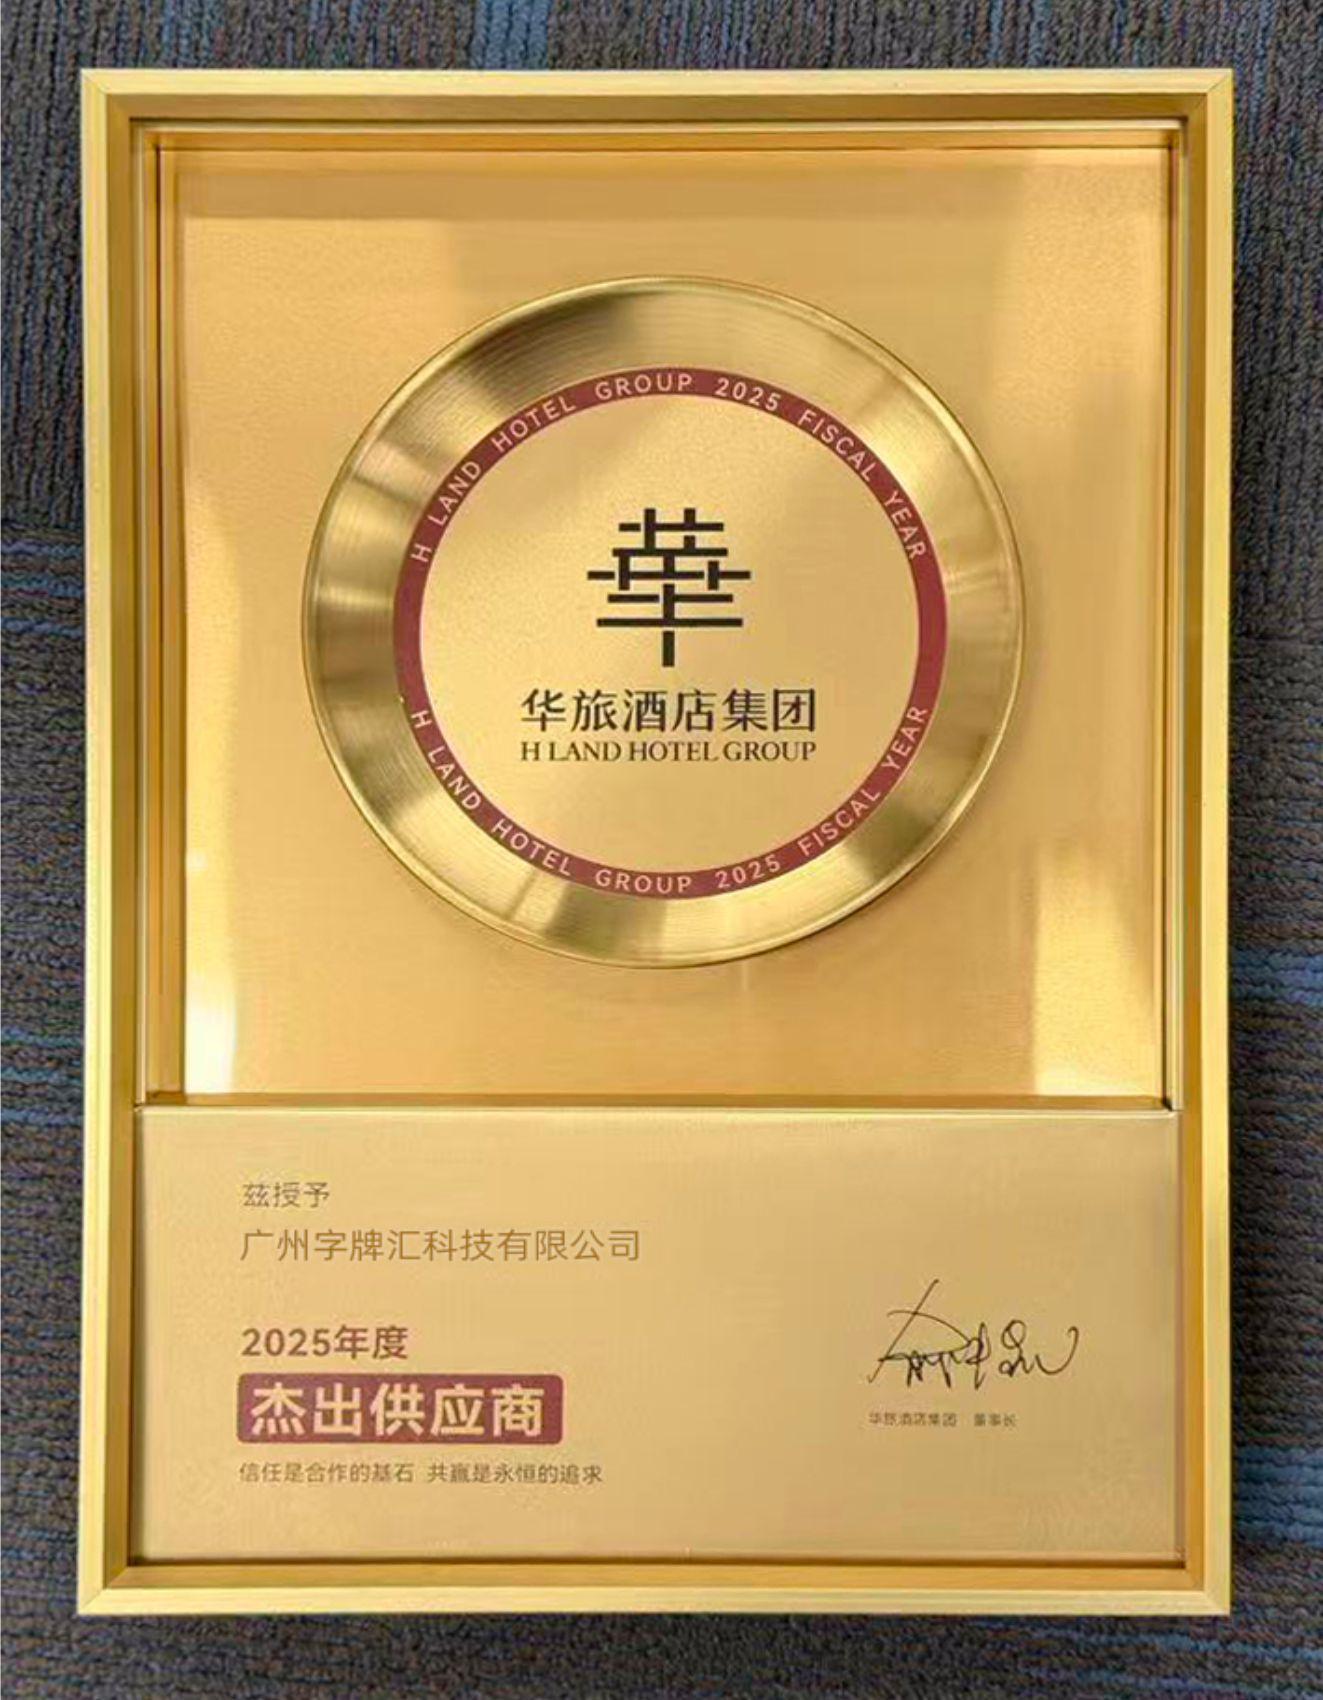 H LAND HOTEL GROUP 2025 FISCAL YEAR
華
华旅酒店集团
H LAND HOTEL GROUP
H LAND HOTEL GROUP 2025 FISCAL YEAR
兹授予
广州字牌汇科技有限公司
2025年度
杰出供应商
信任是合作的基石 共赢是永恒的追求
华旅酒店集团 董事长